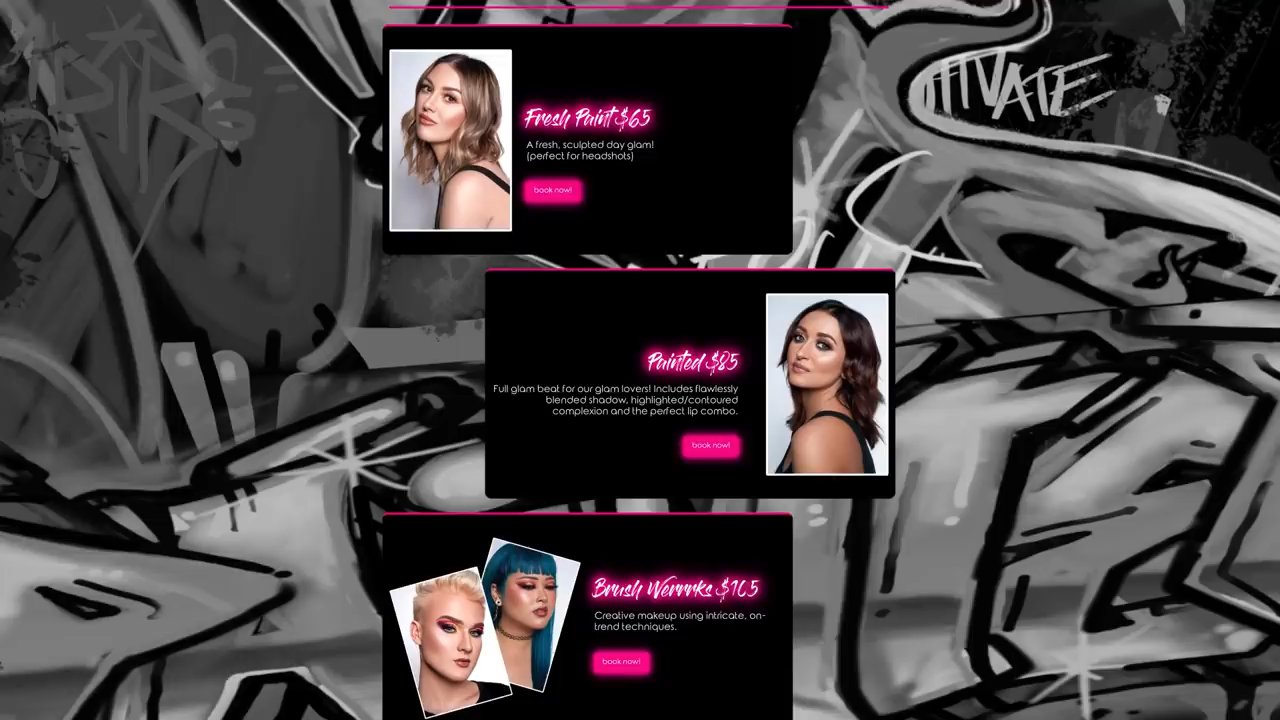 Fresh Paint $65
A fresh, sculpted day glam!
(perfect for headshots)
book now!
Painted $85
Full glam beat for our glam lovers! Includes flawlessly
blended shadow, highlighted/contoured
complexion and the perfect lip combo.
book now!
Brush Werrrks $105
Creative makeup using intricate, on-
trend techniques.
book now!